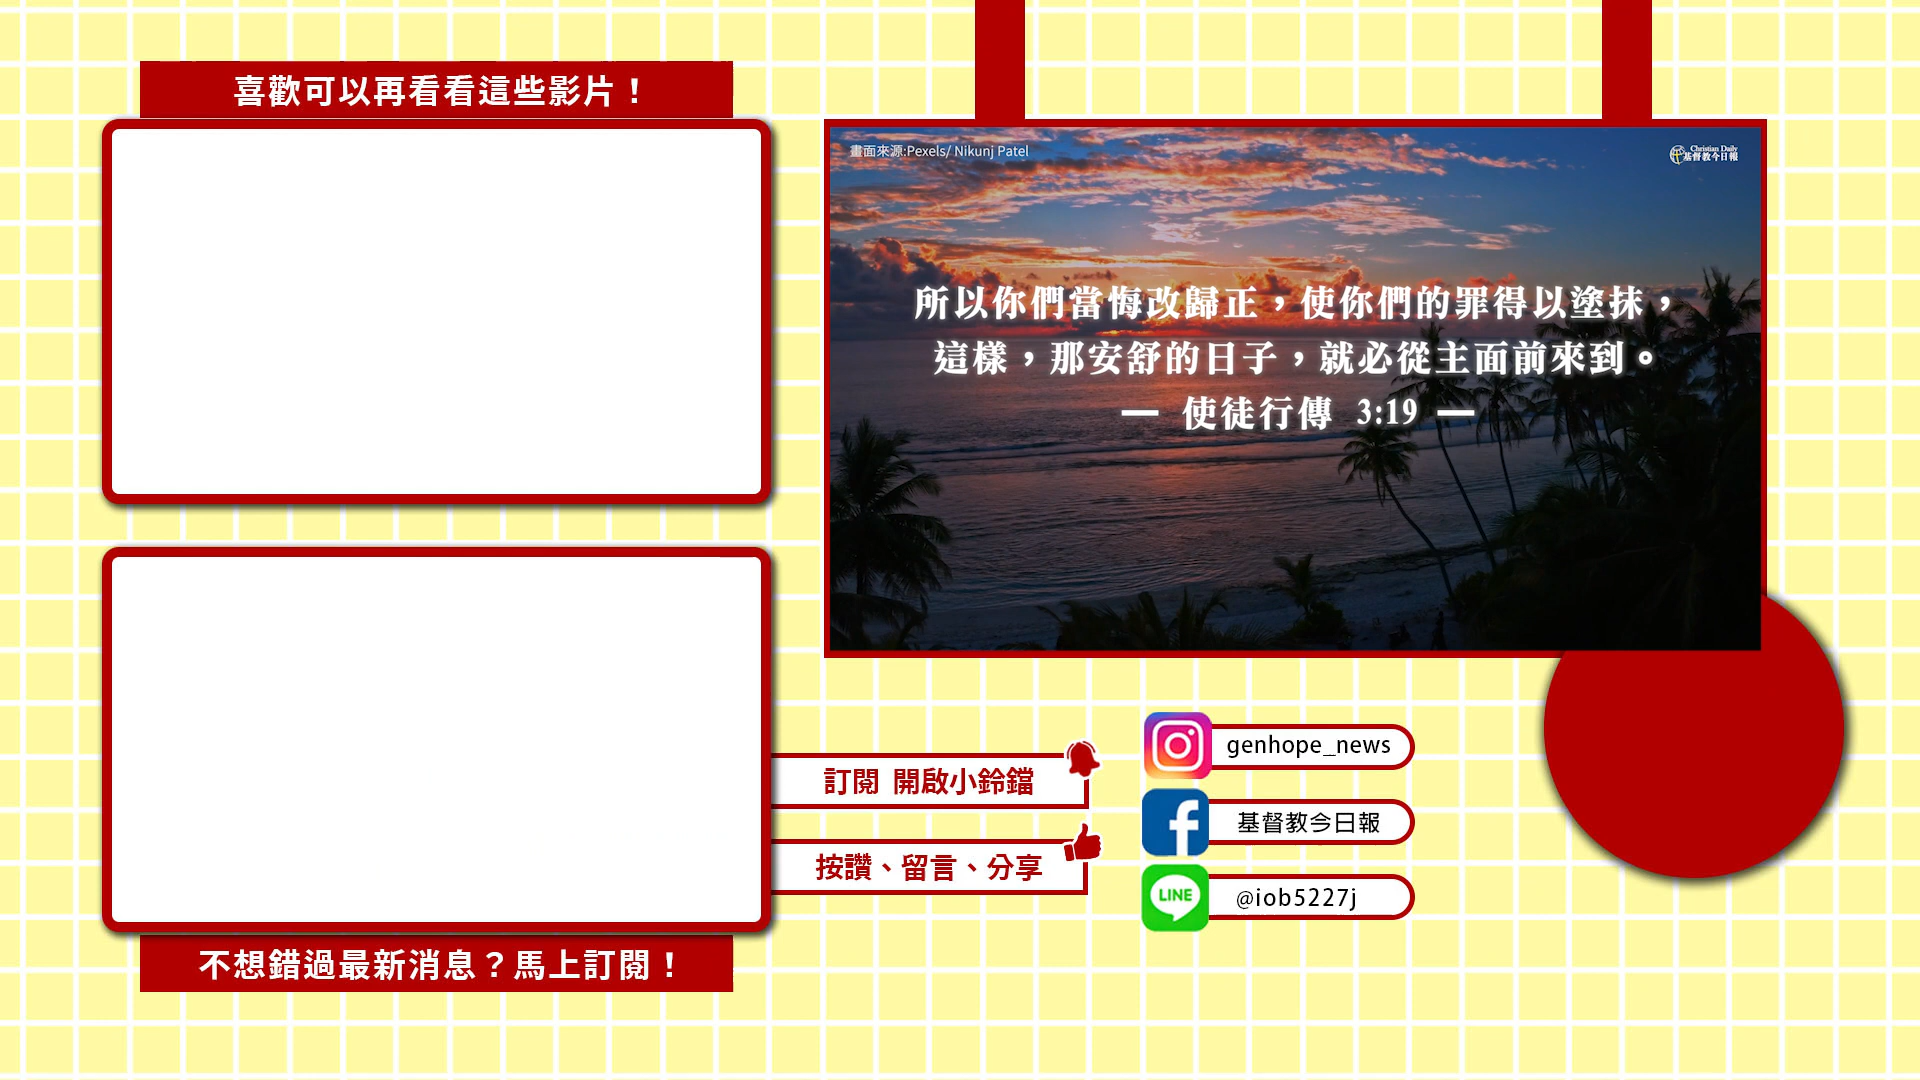 喜歡可以再看看這些影片！
畫面來源:Pexels/ Nikunj Patel
Christian Daily
基督教今日報
所以你們當悔改歸正，使你們的罪得以塗抹，
這樣，那安舒的日子，就必從主面前來到。
— 使徒行傳 3:19 —
訂閱 開啟小鈴鐺
按讚、留言、分享
genhope_news
基督教今日報
LINE
@iob5227j
不想錯過最新消息？馬上訂閱！